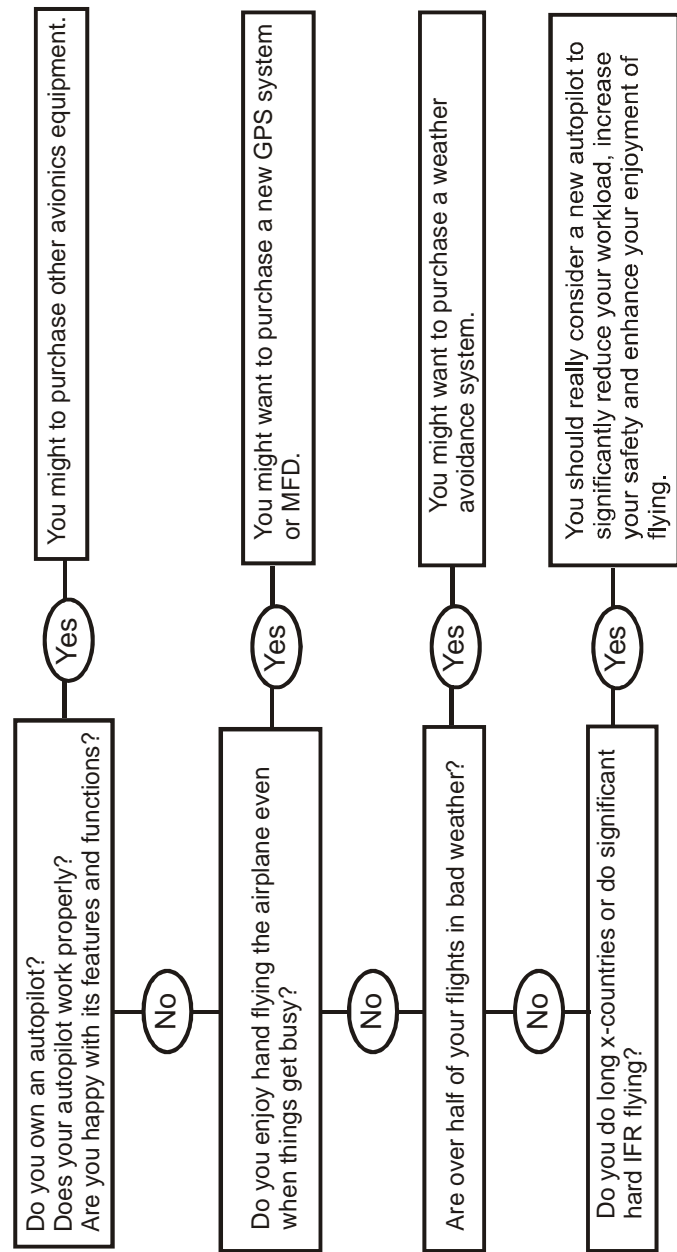 Do you own an autopilot?
Does your autopilot work properly?
Are you happy with its features and functions?
Yes
You might to purchase other avionics equipment.
No
Do you enjoy hand flying the airplane even
when things get busy?
Yes
You might want to purchase a new GPS system
or MFD.
No
Are over half of your flights in bad weather?
Yes
You might want to purchase a weather
avoidance system.
No
Do you do long x-countries or do significant
hard IFR flying?
Yes
You should really consider a new autopilot to
significantly reduce your workload, increase
your safety and enhance your enjoyment of
flying.